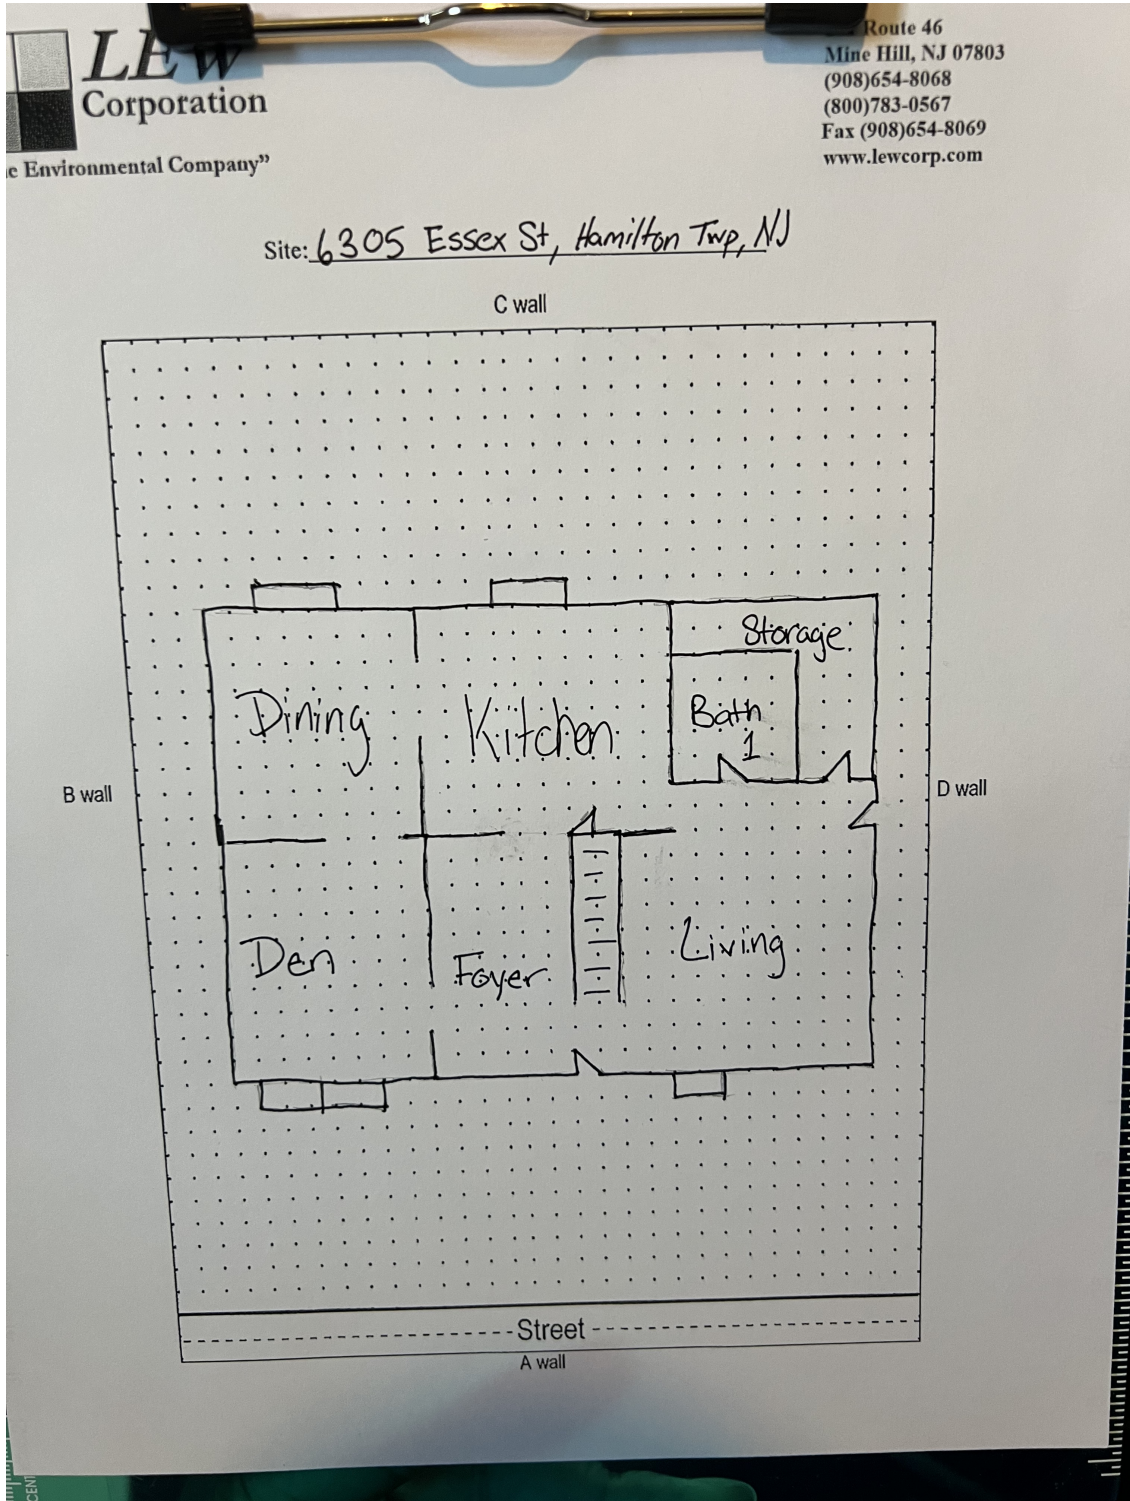 LEW
Corporation
e Environmental Company”
Route 46
Mine Hill, NJ 07803
(908)654-8068
(800)783-0567
Fax (908)654-8069
www.lewcorp.com
Site: 6305 Essex St, Hamilton Twp, NJ
C wall
Storage
Dining
Kitchen
Bath
1
B wall
D wall
Den
Foyer
Living
Street
A wall
CENT